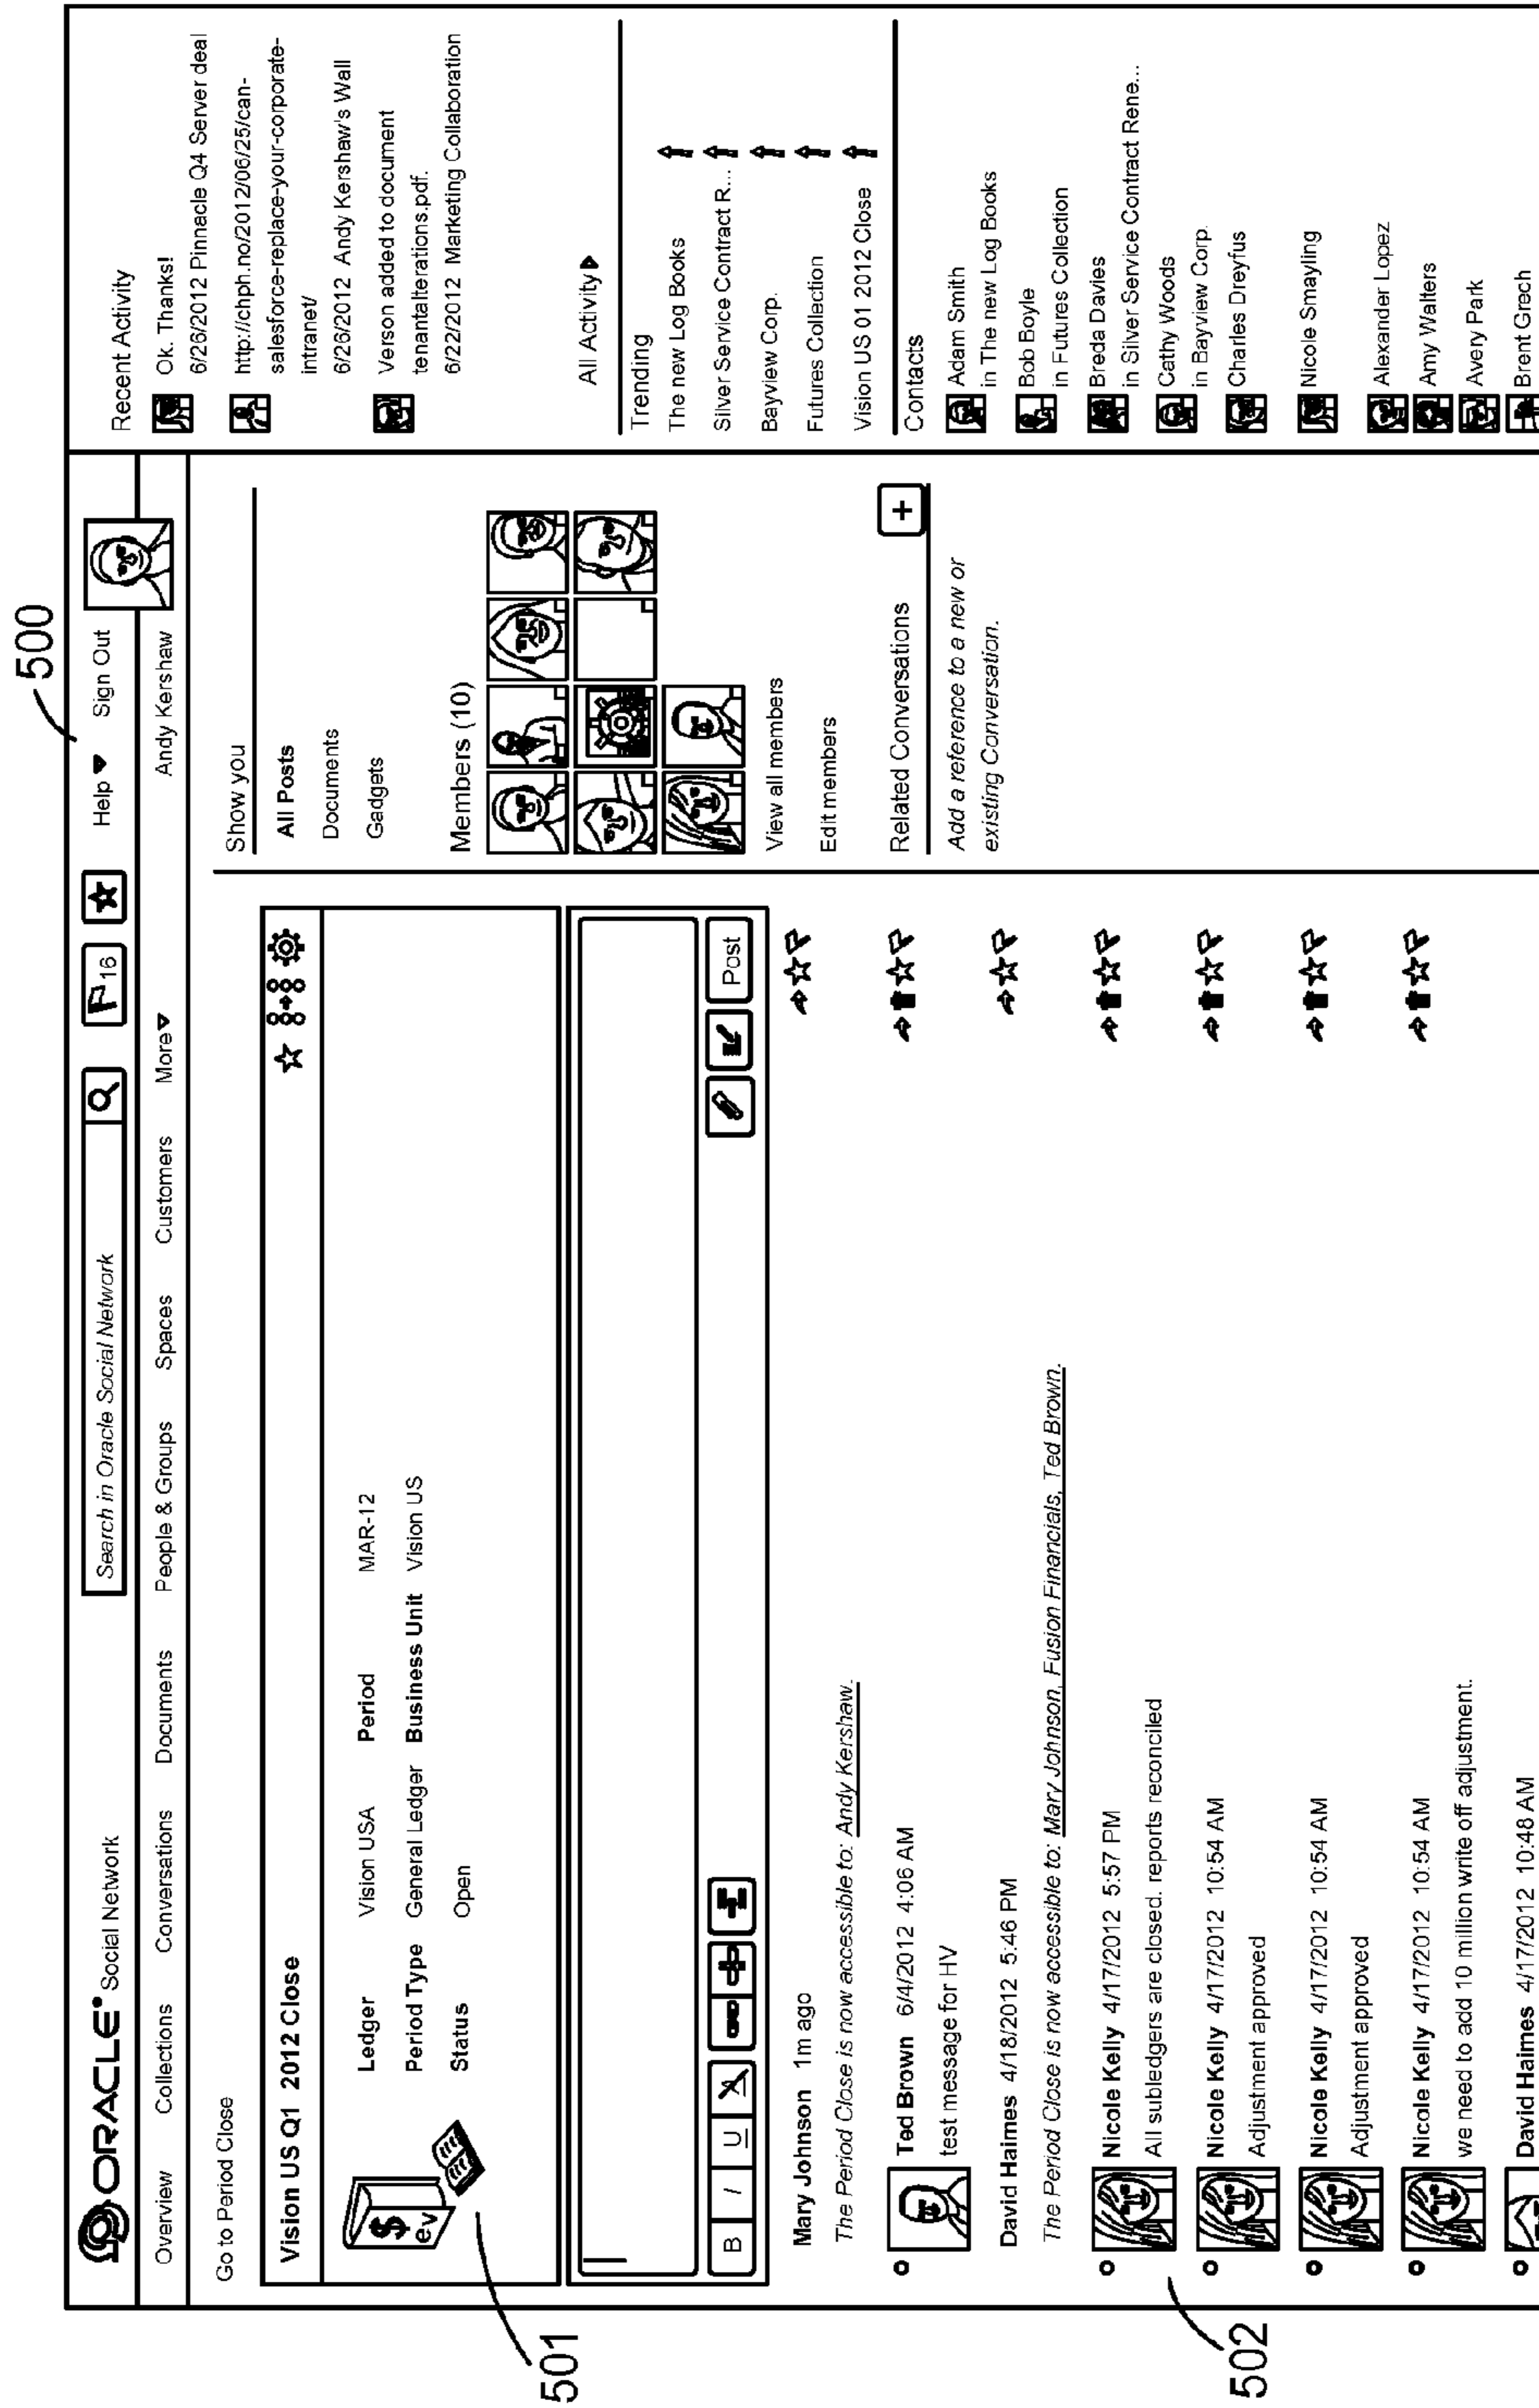 500
ORACLE Social Network
Search in Oracle Social Network
16
Help
Sign Out
Overview
Collections
Conversations
Documents
People & Groups
Spaces
Customers
More
Andy Kershaw
Go to Period Close
Vision US Q1 2012 Close
$
ev
Ledger Vision USA Period MAR-12
Period Type General Ledger Business Unit Vision US
Status Open
501
B I U A
Post
Mary Johnson 1m ago
The Period Close is now accessible to: Andy Kershaw.
Ted Brown 6/4/2012 4:06 AM
test message for HV
David Haimes 4/18/2012 5:46 PM
The Period Close is now accessible to: Mary Johnson, Fusion Financials, Ted Brown.
Nicole Kelly 4/17/2012 5:57 PM
All subledgers are closed. reports reconciled
502
Nicole Kelly 4/17/2012 10:54 AM
Adjustment approved
Nicole Kelly 4/17/2012 10:54 AM
Adjustment approved
Nicole Kelly 4/17/2012 10:54 AM
we need to add 10 million write off adjustment.
David Haimes 4/17/2012 10:48 AM
Show you
All Posts
Documents
Gadgets
Members (10)
View all members
Edit members
Related Conversations
+
Add a reference to a new or
existing Conversation.
Recent Activity
Ok. Thanks!
6/26/2012 Pinnacle Q4 Server deal
http://chph.no/2012/06/25/can-
salesforce-replace-your-corporate-
intranet/
6/26/2012 Andy Kershaw's Wall
Verson added to document
tenantalterations.pdf.
6/22/2012 Marketing Collaboration
All Activity
Trending
The new Log Books
Silver Service Contract R...
Bayview Corp.
Futures Collection
Vision US 01 2012 Close
Contacts
Adam Smith
in The new Log Books
Bob Boyle
in Futures Collection
Breda Davies
in Silver Service Contract Rene...
Cathy Woods
in Bayview Corp.
Charles Dreyfus
Nicole Smayling
Alexander Lopez
Amy Walters
Avery Park
Brent Grech